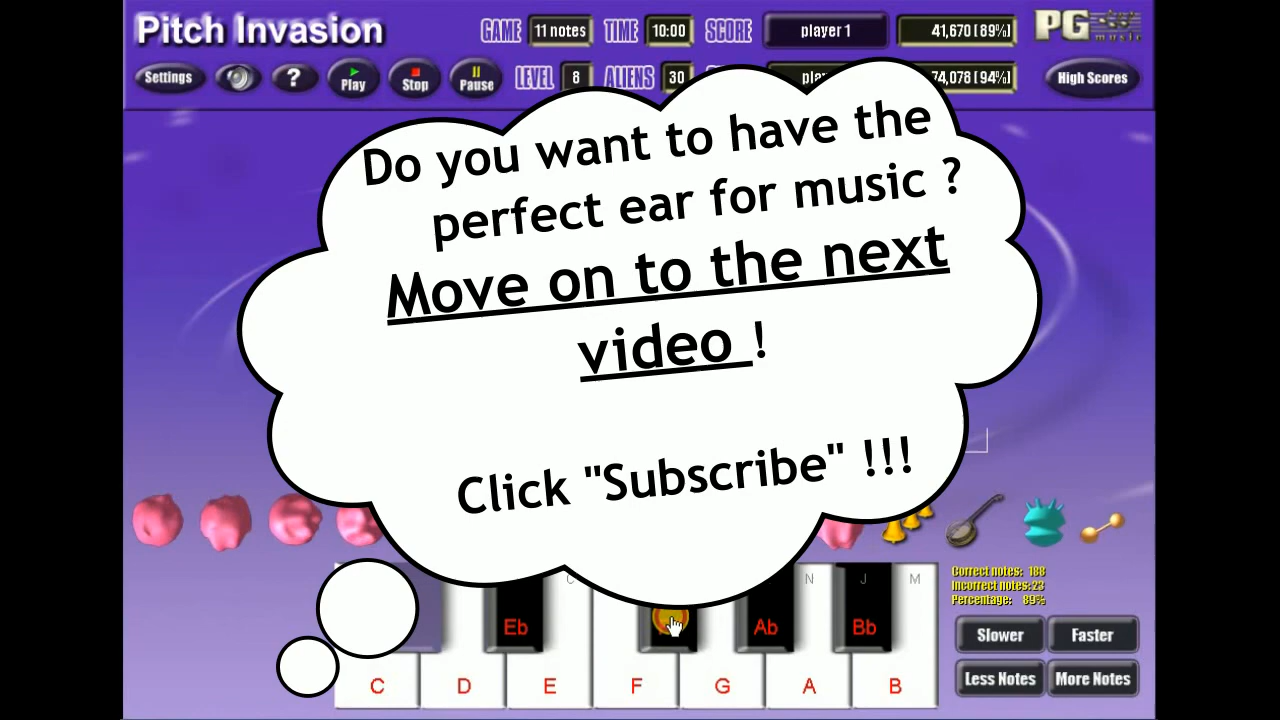 Pitch Invasion
GAME 11 notes TIME 10:00 SCORE player 1 41,670 [89%] PG music
Settings ? Play Stop Pause LEVEL 8 ALIENS 30 74,078 [94%] High Scores
Do you want to have the
perfect ear for music ?
Move on to the next
video !
Click "Subscribe" !!!
Correct notes: 188
Incorrect notes:23
Percentage: 89%
N J M
Eb Ab Bb
Slower Faster
C D E F G A B
Less Notes More Notes